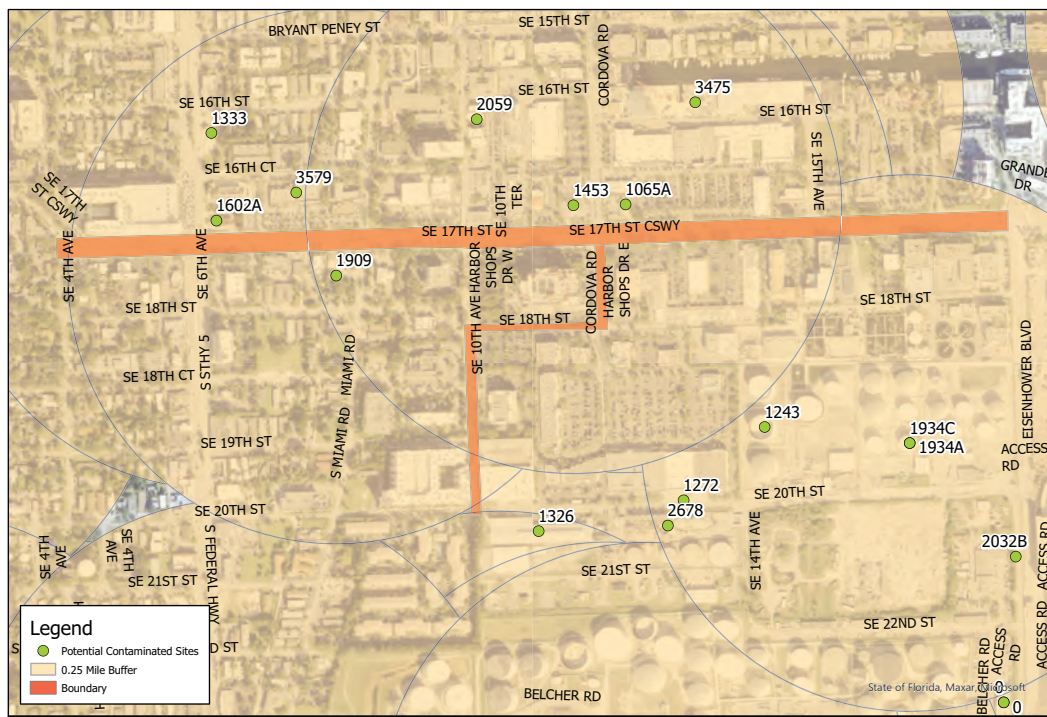 BRYANT PENEY ST
SE 15TH ST
CORDOVA RD
SE 16TH ST
1333
SE 16TH ST
2059
3475
SE 16TH ST
SE 15TH AVE
GRANDE
DR
SE 16TH CT
3579
SE 17TH
ST CSWY
1602A
SE 10TH
TER
1453
1065A
SE 17TH ST
SE 17TH ST CSWY
SE 4TH AVE
SE 6TH AVE
1909
HARBOR
SHOPS
DR W
CORDOVA RD
HARBOR
SHOPS DR E
SE 18TH ST
SE 18TH ST
SE 18TH ST
SE 10TH AVE
EISENHOWER BLVD
S STHY 5
SE 18TH CT
MIAMI RD
S MIAMI RD
SE 19TH ST
1243
1934C
1934A
ACCESS
RD
SE 20TH ST
1272
SE 20TH ST
2678
1326
SE 14TH AVE
2032B
SE 4TH
AVE
SE 4TH
AVE
S FEDERAL HWY
SE 21ST ST
SE 21ST ST
ACCESS RD
ACCESS RD
SE 22ND ST
D ST
BELCHER RD
BELCHER RD
ACCESS
RD
0
0
Legend
Potential Contaminated Sites
0.25 Mile Buffer
Boundary
State of Florida, Maxar, Microsoft